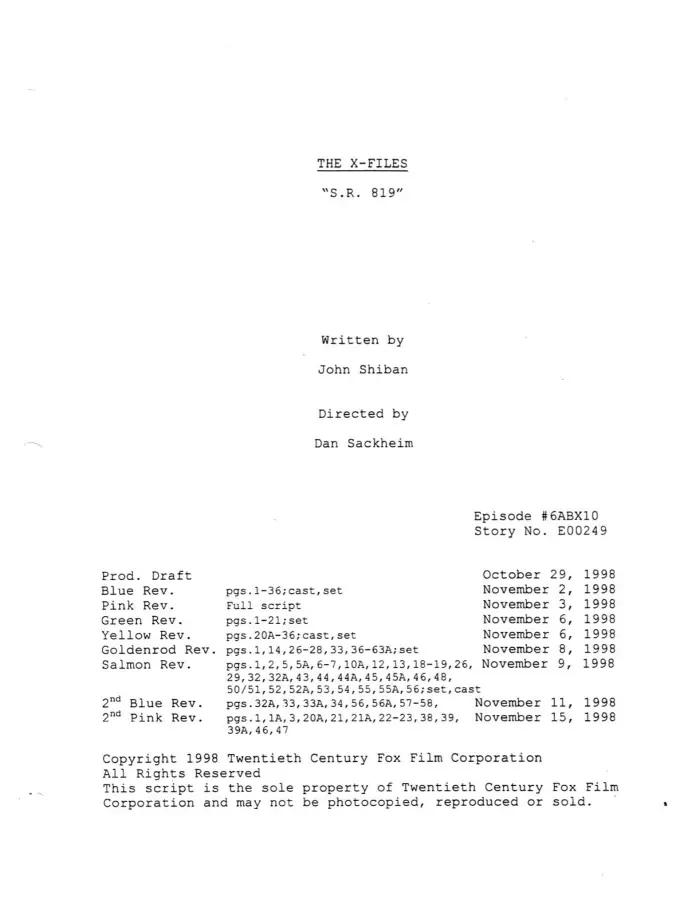 THE X-FILES
"S.R. 819"
Written by
John Shiban
Directed by
Dan Sackheim
Episode #6ABX10
Story No. E00249
Prod. Draft October 29, 1998
Blue Rev. pgs.1-36;cast,set November 2, 1998
Pink Rev. Full script November 3, 1998
Green Rev. pgs.1-21;set November 6, 1998
Yellow Rev. pgs.20A-36;cast,set November 6, 1998
Goldenrod Rev. pgs.1,14,26-28,33,36-63A;set November 8, 1998
Salmon Rev. pgs.1,2,5,5A,6-7,10A,12,13,18-19,26, November 9, 1998
29,32,32A,43,44,44A,45,45A,46,48,
50/51,52,52A,53,54,55,55A,56;set,cast
2nd Blue Rev. pgs.32A,33,33A,34,56,56A,57-58, November 11, 1998
2nd Pink Rev. pgs.1,1A,3,20A,21,21A,22-23,38,39, November 15, 1998
39A,46,47
Copyright 1998 Twentieth Century Fox Film Corporation
All Rights Reserved
This script is the sole property of Twentieth Century Fox Film
Corporation and may not be photocopied, reproduced or sold.